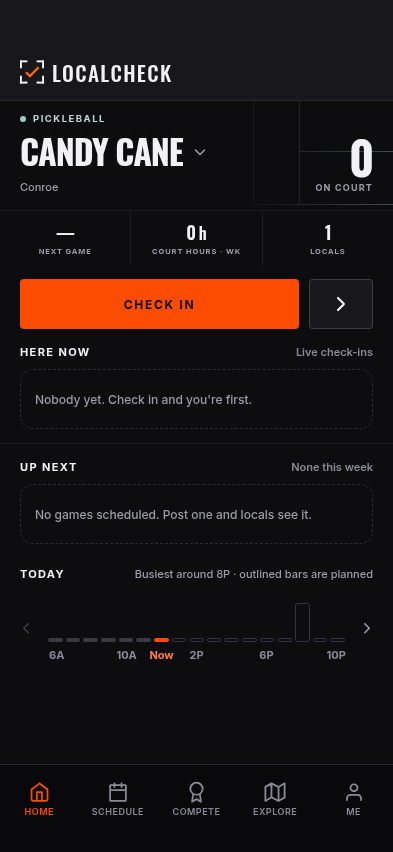 LOCALCHECK
PICKLEBALL
CANDY CANE
Conroe
0
ON COURT
—
NEXT GAME
0h
COURT HOURS · WK
1
LOCALS
CHECK IN
HERE NOW
Live check-ins
Nobody yet. Check in and you're first.
UP NEXT
None this week
No games scheduled. Post one and locals see it.
TODAY
Busiest around 8P · outlined bars are planned
6A 10A Now 2P 6P 10P
HOME SCHEDULE COMPETE EXPLORE ME